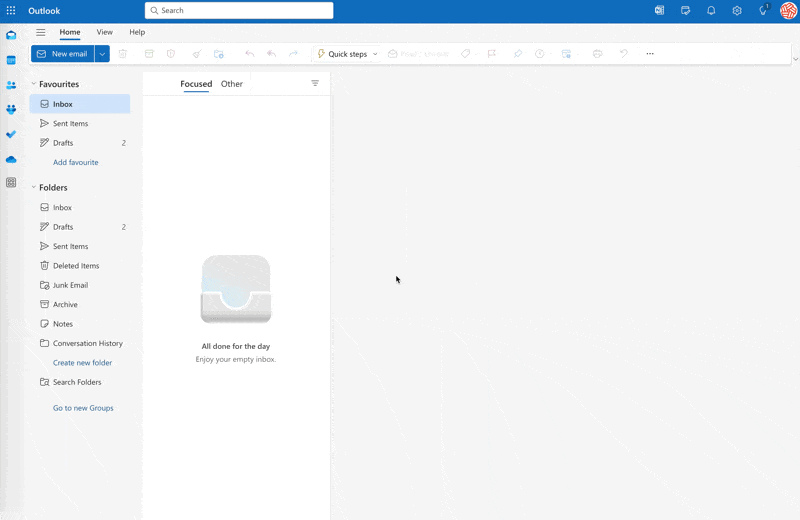 Outlook
Search
1
Home View Help
New email
Quick steps
Favourites
Inbox
Sent Items
Drafts 2
Add favourite
Folders
Inbox
Drafts 2
Sent Items
Deleted Items
Junk Email
Archive
Notes
Conversation History
Create new folder
Search Folders
Go to new Groups
Focused Other
All done for the day
Enjoy your empty inbox.